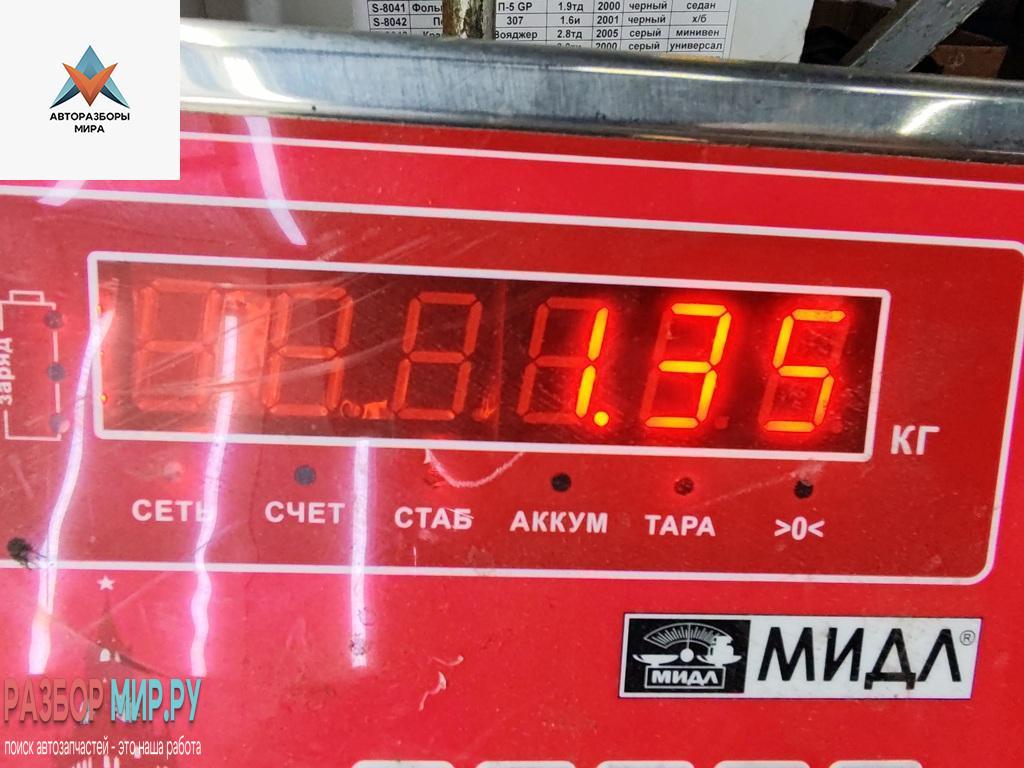 S-8041 Фоль П-5 GP 1.9тд 2000 черный седан
S-8042 307 1.6и 2001 черный х/б
Вояджер 2.8тд 2005 серый минивен
2000 серый универсал
АВТОРАЗБОРЫ
МИРА
заряд
1.35
КГ
СЕТЬ СЧЕТ СТАБ АККУМ ТАРА >0<
МИДЛ МИДЛ®
РАЗБОР МИР.РУ
поиск автозапчастей - это наша работа